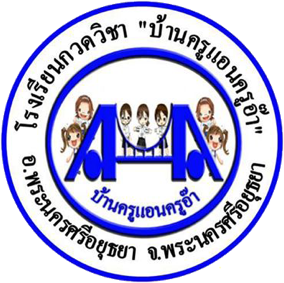 โรงเรียนกวดวิชา "บ้านครูแอนครูอ๊า"
AHA
บ้านครูแอนครูอ๊า
อ.พระนครศรีอยุธยา จ.พระนครศรีอยุธยา